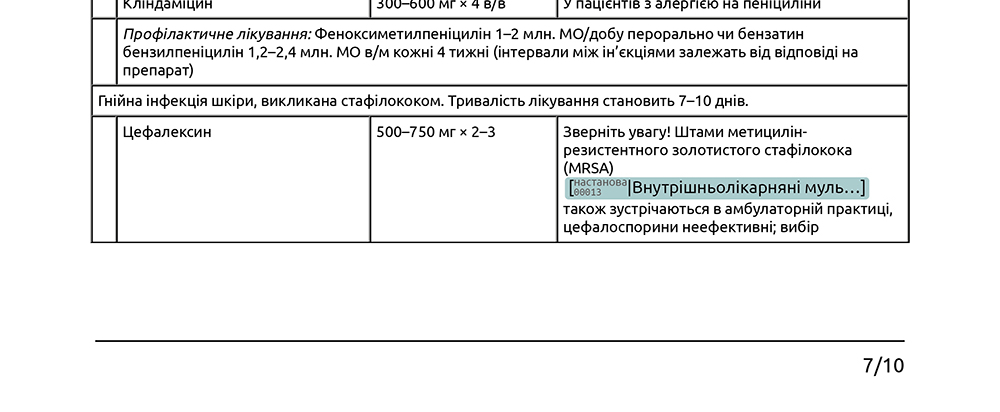 Кліндаміцин 300–600 мг × 4 в/в У пацієнтів з алергією на пеніциліни
Профілактичне лікування: Феноксиметилпеніцилін 1–2 млн. МО/добу перорально чи бензатин
бензилпеніцилін 1,2–2,4 млн. МО в/м кожні 4 тижні (інтервали між ін’єкціями залежать від відповіді на
препарат)
Гнійна інфекція шкіри, викликана стафілококом. Тривалість лікування становить 7–10 днів.
Цефалексин 500–750 мг × 2–3 Зверніть увагу! Штами метицилін-
резистентного золотистого стафілокока
(MRSA)
[настанова 00013|Внутрішньолікарняні муль…]
також зустрічаються в амбулаторній практиці,
цефалоспорини неефективні; вибір
7/10